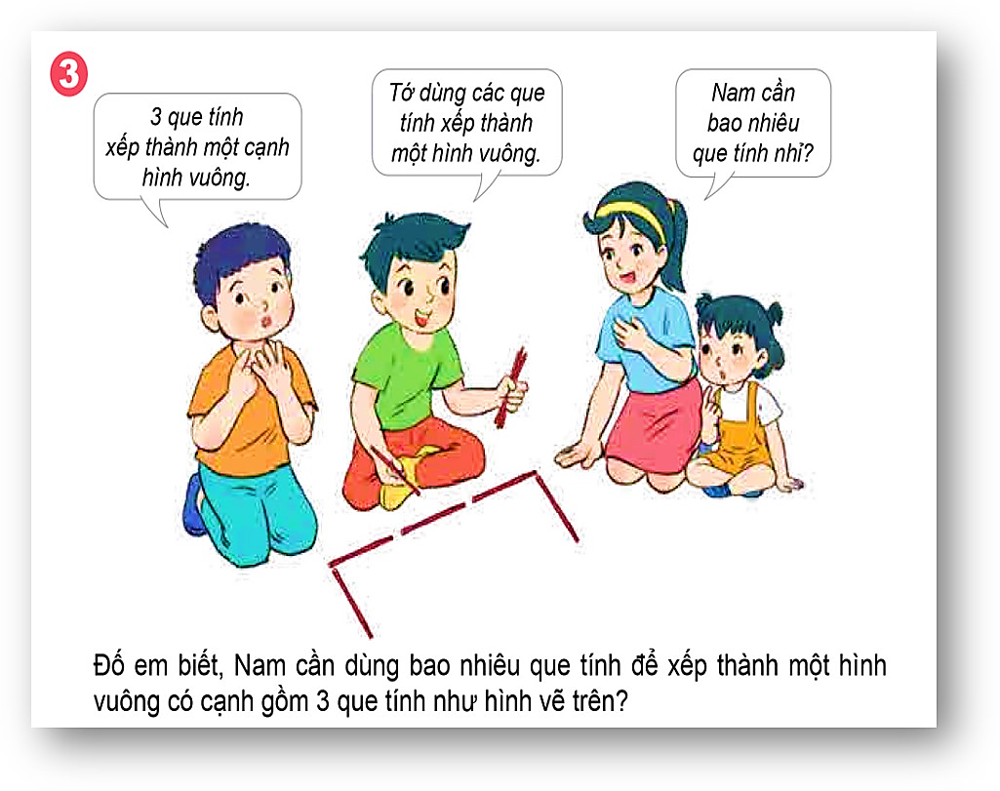 3
3 que tính
xếp thành một cạnh
hình vuông.
Tớ dùng các que
tính xếp thành
một hình vuông.
Nam cần
bao nhiêu
que tính nhỉ?
Đố em biết, Nam cần dùng bao nhiêu que tính để xếp thành một hình
vuông có cạnh gồm 3 que tính như hình vẽ trên?